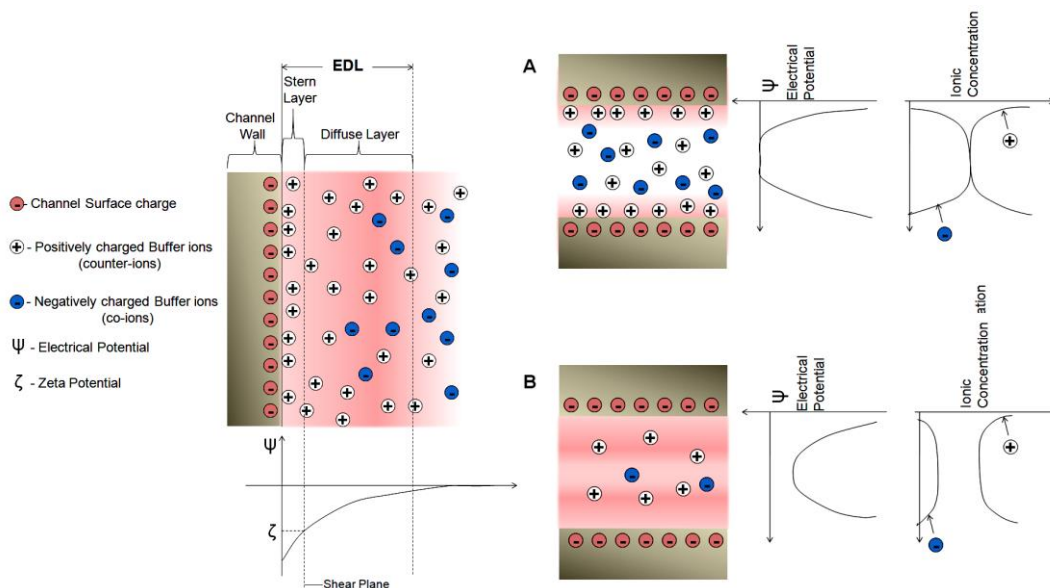 EDL
Stern
Layer
Channel
Wall
Diffuse Layer
- Channel Surface charge
- Positively charged Buffer ions
(counter-ions)
- Negatively charged Buffer ions
(co-ions)
Ψ - Electrical Potential
ζ - Zeta Potential
Ψ
ζ
Shear Plane
A
Ψ
Electrical
Potential
Ionic
Concentration
B
Ψ
Electrical
Potential
Ionic
Concentration ation